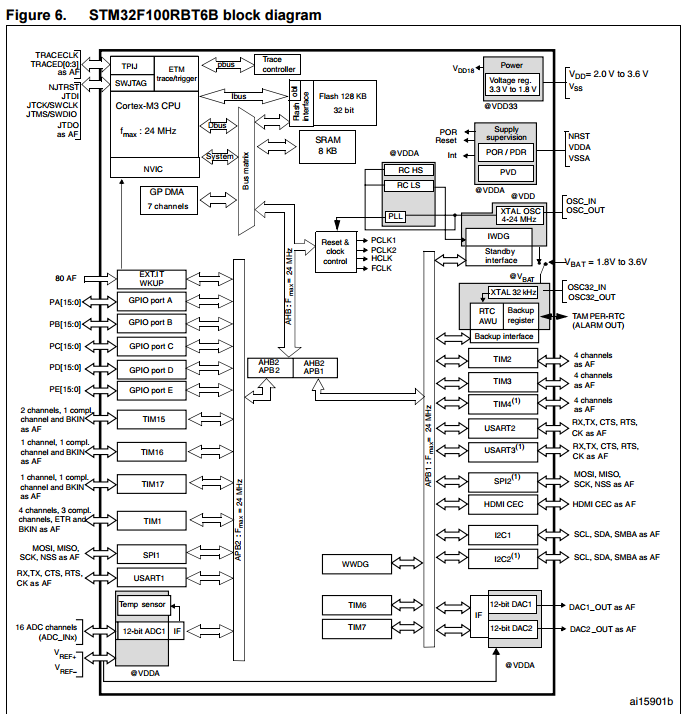 Figure 6. STM32F100RBT6B block diagram
TRACECLK
TRACED[0:3]
as AF
NJTRST
JTDI
JTCK/SWCLK
JTMS/SWDIO
JTDO
as AF
TPIJ
SWJTAG
ETM
trace/trigger
Cortex-M3 CPU
fmax : 24 MHz
NVIC
GP DMA
7 channels
pbus
Ibus
Dbus
System
Bus matrix
Trace
controller
Flash obl
interface
Flash 128 KB
32 bit
SRAM
8 KB
VDD18
Power
Voltage reg.
3.3 V to 1.8 V
@VDD33
VDD= 2.0 V to 3.6 V
VSS
POR
Reset
Int
Supply
supervision
POR / PDR
PVD
@VDDA
NRST
VDDA
VSSA
@VDDA
RC HS
RC LS
PLL
@VDD
XTAL OSC
4-24 MHz
IWDG
Standby
interface
OSC_IN
OSC_OUT
Reset &
clock
control
PCLK1
PCLK2
HCLK
FCLK
VBAT = 1.8V to 3.6V
@VBAT
XTAL 32 kHz
RTC
AWU
Backup
register
Backup interface
OSC32_IN
OSC32_OUT
TAM PER-RTC
(ALARM OUT)
AHB : Fmax= 24 MHz
AHB2
APB2
AHB2
APB1
APB2 : Fmax= 24 MHz
APB1 : Fmax= 24 MHz
80 AF
EXT.IT
WKUP
PA[15:0]
GPIO port A
PB[15:0]
GPIO port B
PC[15:0]
GPIO port C
PD[15:0]
GPIO port D
PE[15:0]
GPIO port E
2 channels, 1 compl.
channel and BKIN
as AF
TIM15
1 channel, 1 compl.
channel and BKIN
as AF
TIM16
1 channel, 1 compl.
channel and BKIN
as AF
TIM17
4 channels, 3 compl.
channels, ETR and
BKIN as AF
TIM1
MOSI, MISO,
SCK, NSS as AF
SPI1
RX,TX, CTS, RTS,
CK as AF
USART1
Temp sensor
12-bit ADC1
IF
16 ADC channels
(ADC_INx)
VREF+
VREF–
@VDDA
TIM2
4 channels
as AF
TIM3
4 channels
as AF
TIM4(1)
4 channels
as AF
USART2
RX,TX, CTS, RTS,
CK as AF
USART3(1)
RX,TX, CTS, RTS,
CK as AF
SPI2(1)
MOSI, MISO,
SCK, NSS as AF
HDMI CEC
HDMI CEC as AF
I2C1
SCL, SDA, SMBA as AF
I2C2(1)
SCL, SDA, SMBA as AF
WWDG
TIM6
TIM7
IF
12-bit DAC1
DAC1_OUT as AF
12-bit DAC2
DAC2_OUT as AF
@VDDA
ai15901b